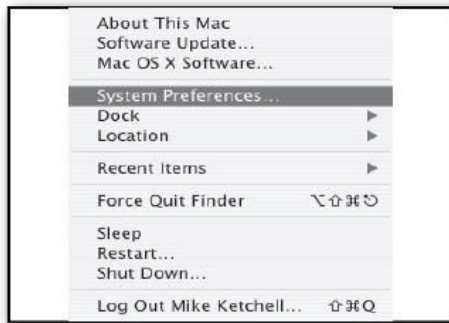 About This Mac
Software Update...
Mac OS X Software...
System Preferences...
Dock ▶
Location ▶
Recent Items ▶
Force Quit Finder ⌥⇧⌘⎋
Sleep
Restart...
Shut Down...
Log Out Mike Ketchell... ⇧⌘Q